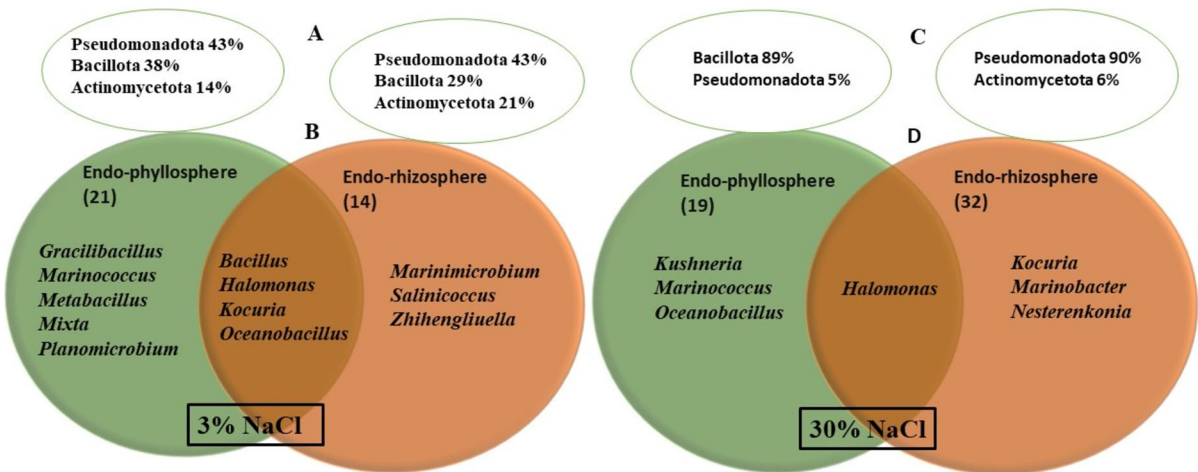 A
Pseudomonadota 43%
Bacillota 38%
Actinomycetota 14%
Pseudomonadota 43%
Bacillota 29%
Actinomycetota 21%
B
Endo-phyllosphere
(21)
Endo-rhizosphere
(14)
Gracilibacillus
Marinococcus
Metabacillus
Mixta
Planomicrobium
Bacillus
Halomonas
Kocuria
Oceanobacillus
Marinimicrobium
Salinicoccus
Zhihengliuella
3% NaCl
C
Bacillota 89%
Pseudomonadota 5%
Pseudomonadota 90%
Actinomycetota 6%
D
Endo-phyllosphere
(19)
Endo-rhizosphere
(32)
Kushneria
Marinococcus
Oceanobacillus
Halomonas
Kocuria
Marinobacter
Nesterenkonia
30% NaCl